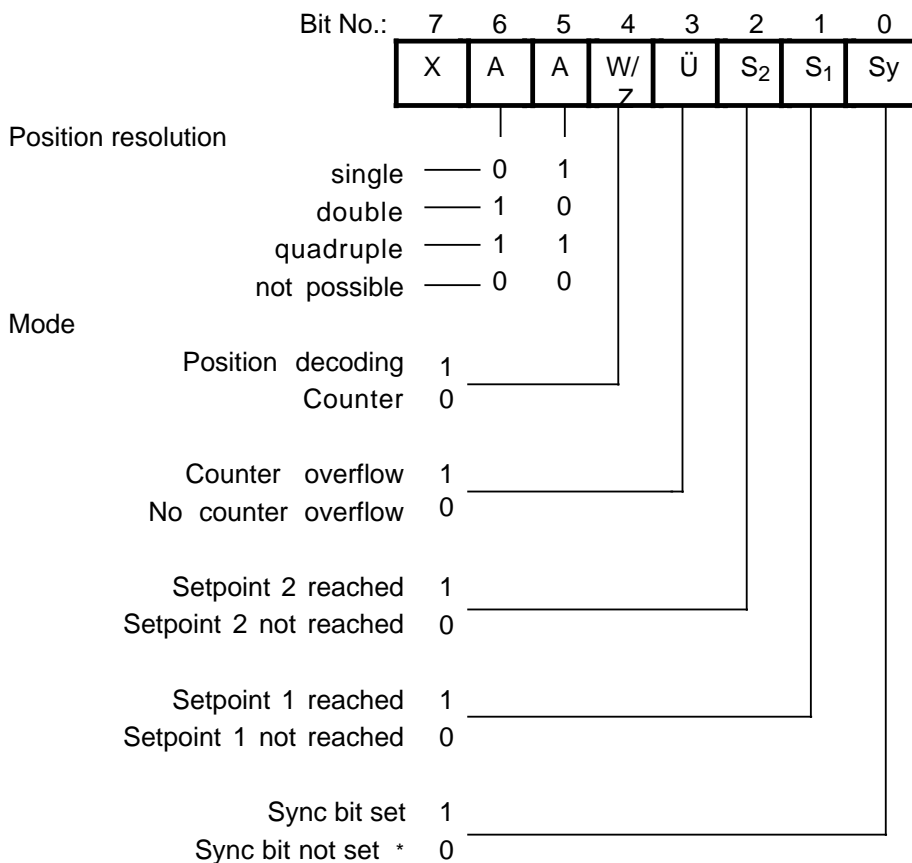 Bit No.: 7 6 5 4 3 2 1 0
X A A W/Z Ü S₂ S₁ Sy
Position resolution
single 0 1
double 1 0
quadruple 1 1
not possible 0 0
Mode
Position decoding 1
Counter 0
Counter overflow 1
No counter overflow 0
Setpoint 2 reached 1
Setpoint 2 not reached 0
Setpoint 1 reached 1
Setpoint 1 not reached 0
Sync bit set 1
Sync bit not set * 0